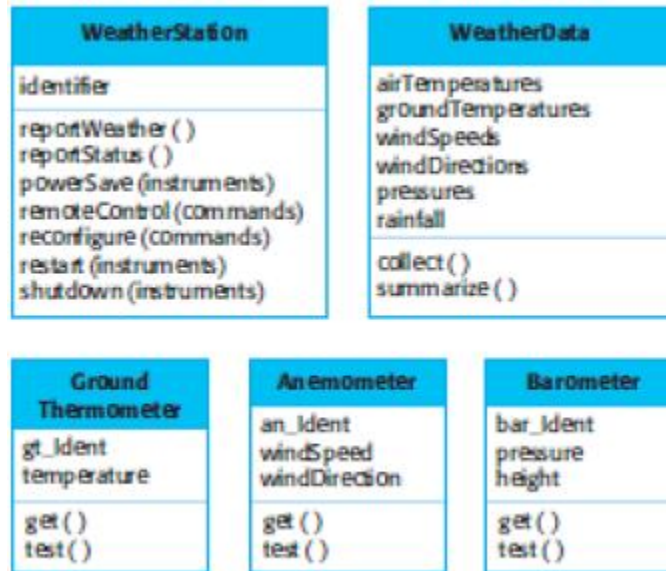 WeatherStation
identifier
reportWeather ( )
reportStatus ( )
powerSave (instruments)
remoteControl (commands)
reconfigure (commands)
restart (instruments)
shutdown (instruments)
WeatherData
airTemperatures
groundTemperatures
windSpeeds
windDirections
pressures
rainfall
collect ( )
summarize ( )
Ground
Thermometer
gt_Ident
temperature
get ( )
test ( )
Anemometer
an_Ident
windSpeed
windDirection
get ( )
test ( )
Barometer
bar_Ident
pressure
height
get ( )
test ( )